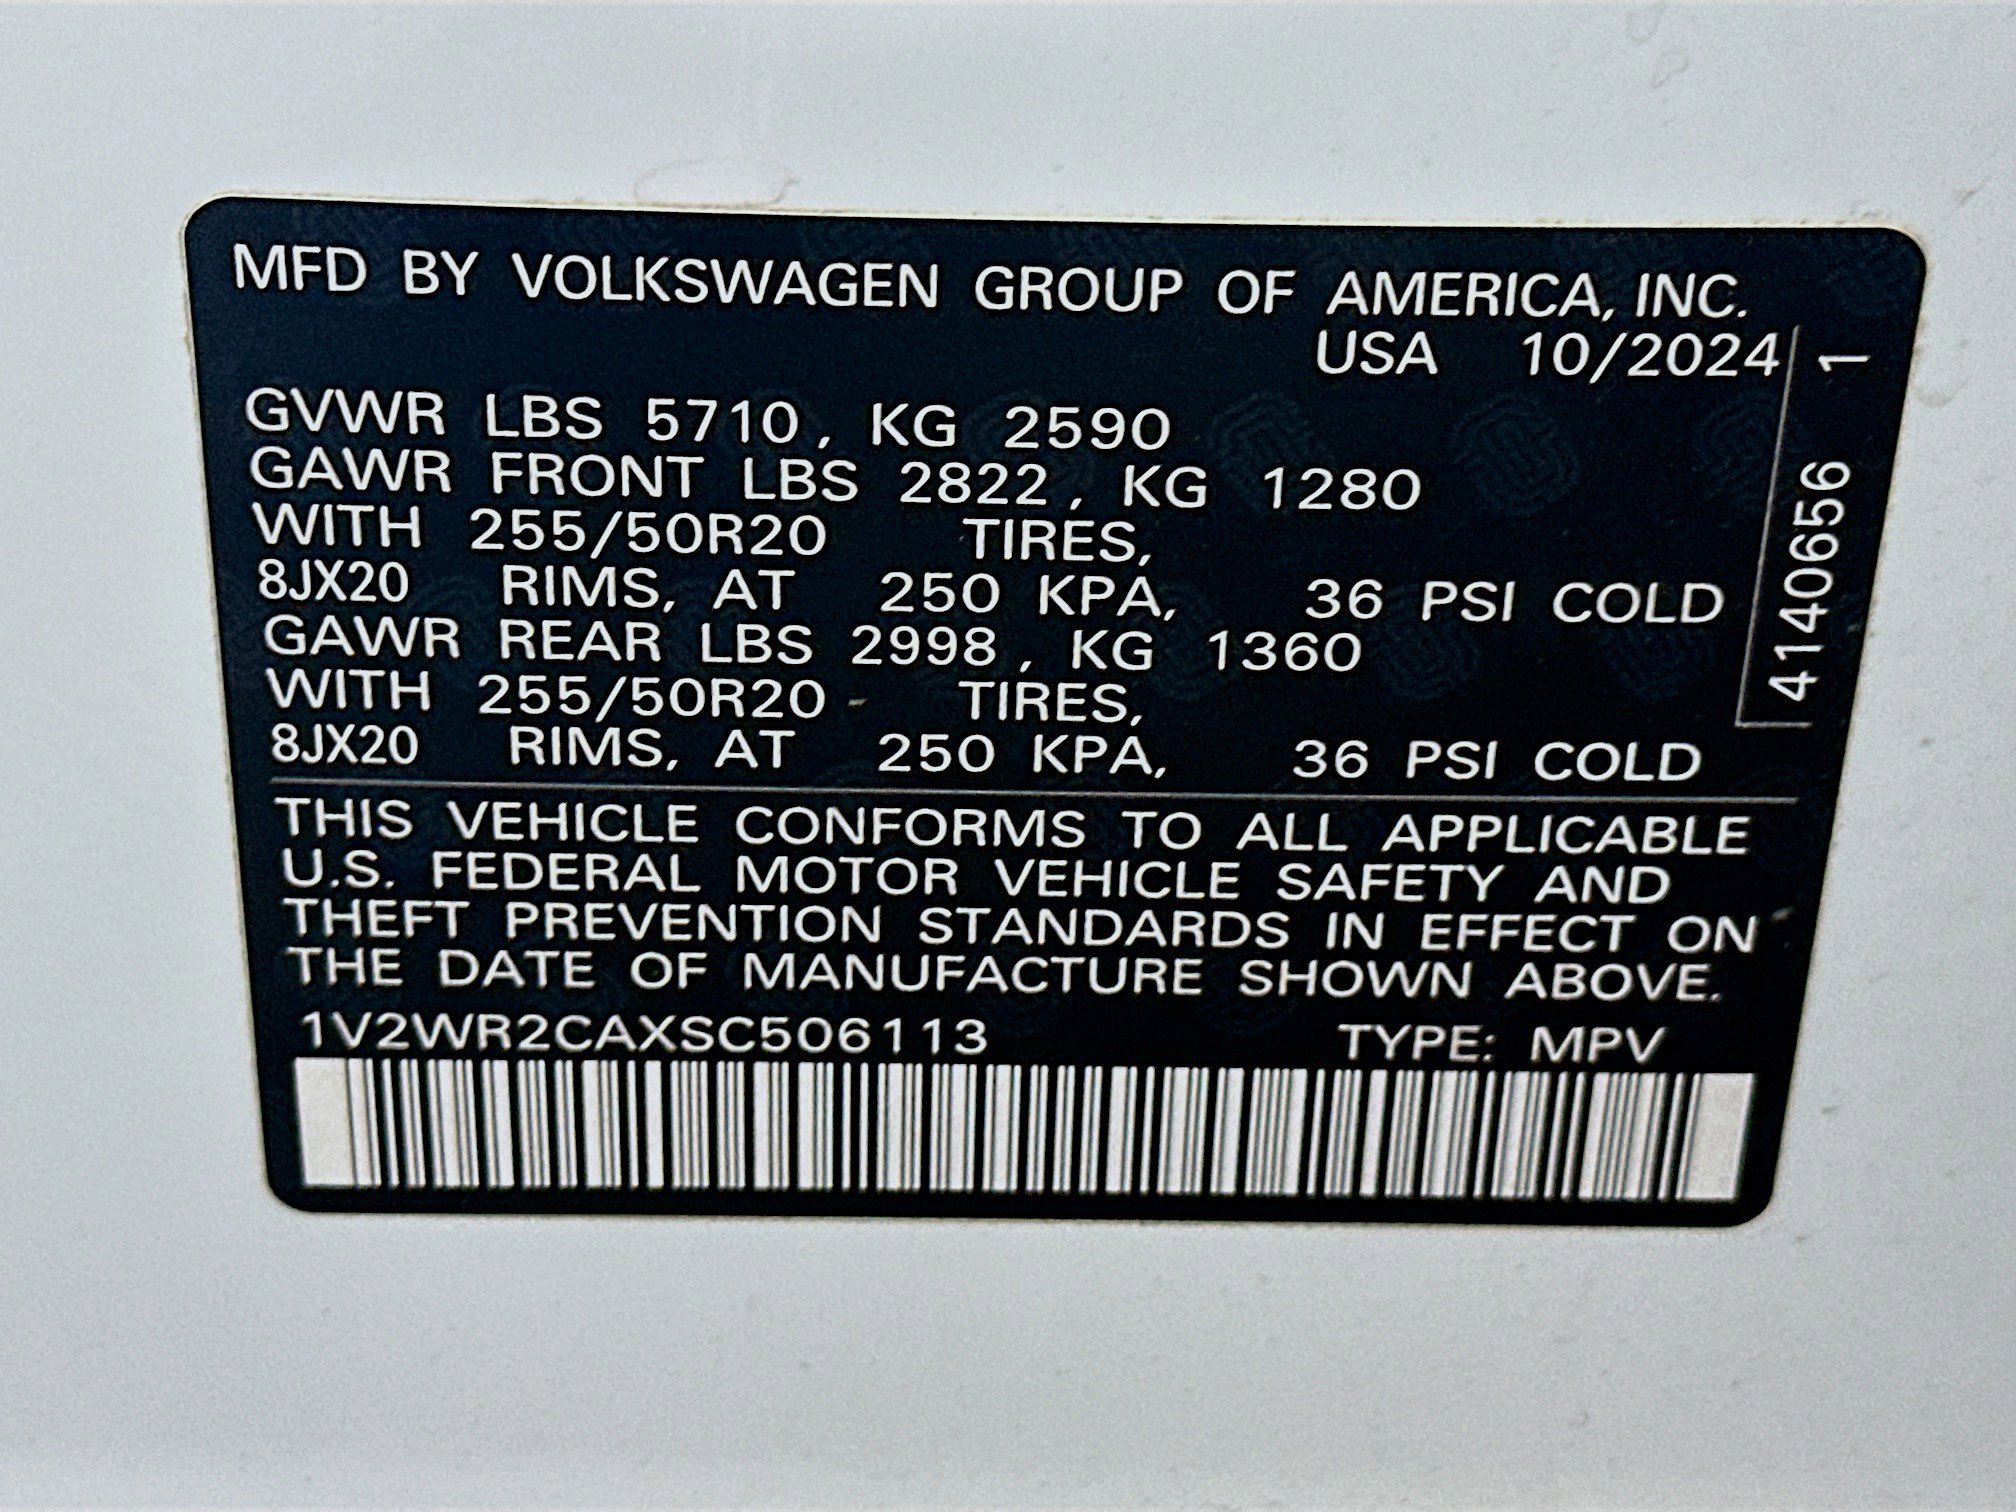 MFD BY VOLKSWAGEN GROUP OF AMERICA, INC.
USA 10/2024
GVWR LBS 5710, KG 2590
GAWR FRONT LBS 2822, KG 1280
WITH 255/50R20 TIRES,
8JX20 RIMS, AT 250 KPA, 36 PSI COLD
GAWR REAR LBS 2998, KG 1360
WITH 255/50R20 TIRES,
8JX20 RIMS, AT 250 KPA, 36 PSI COLD
THIS VEHICLE CONFORMS TO ALL APPLICABLE
U.S. FEDERAL MOTOR VEHICLE SAFETY AND
THEFT PREVENTION STANDARDS IN EFFECT ON
THE DATE OF MANUFACTURE SHOWN ABOVE.
1V2WR2CAXSC506113 TYPE: MPV
4140656 1